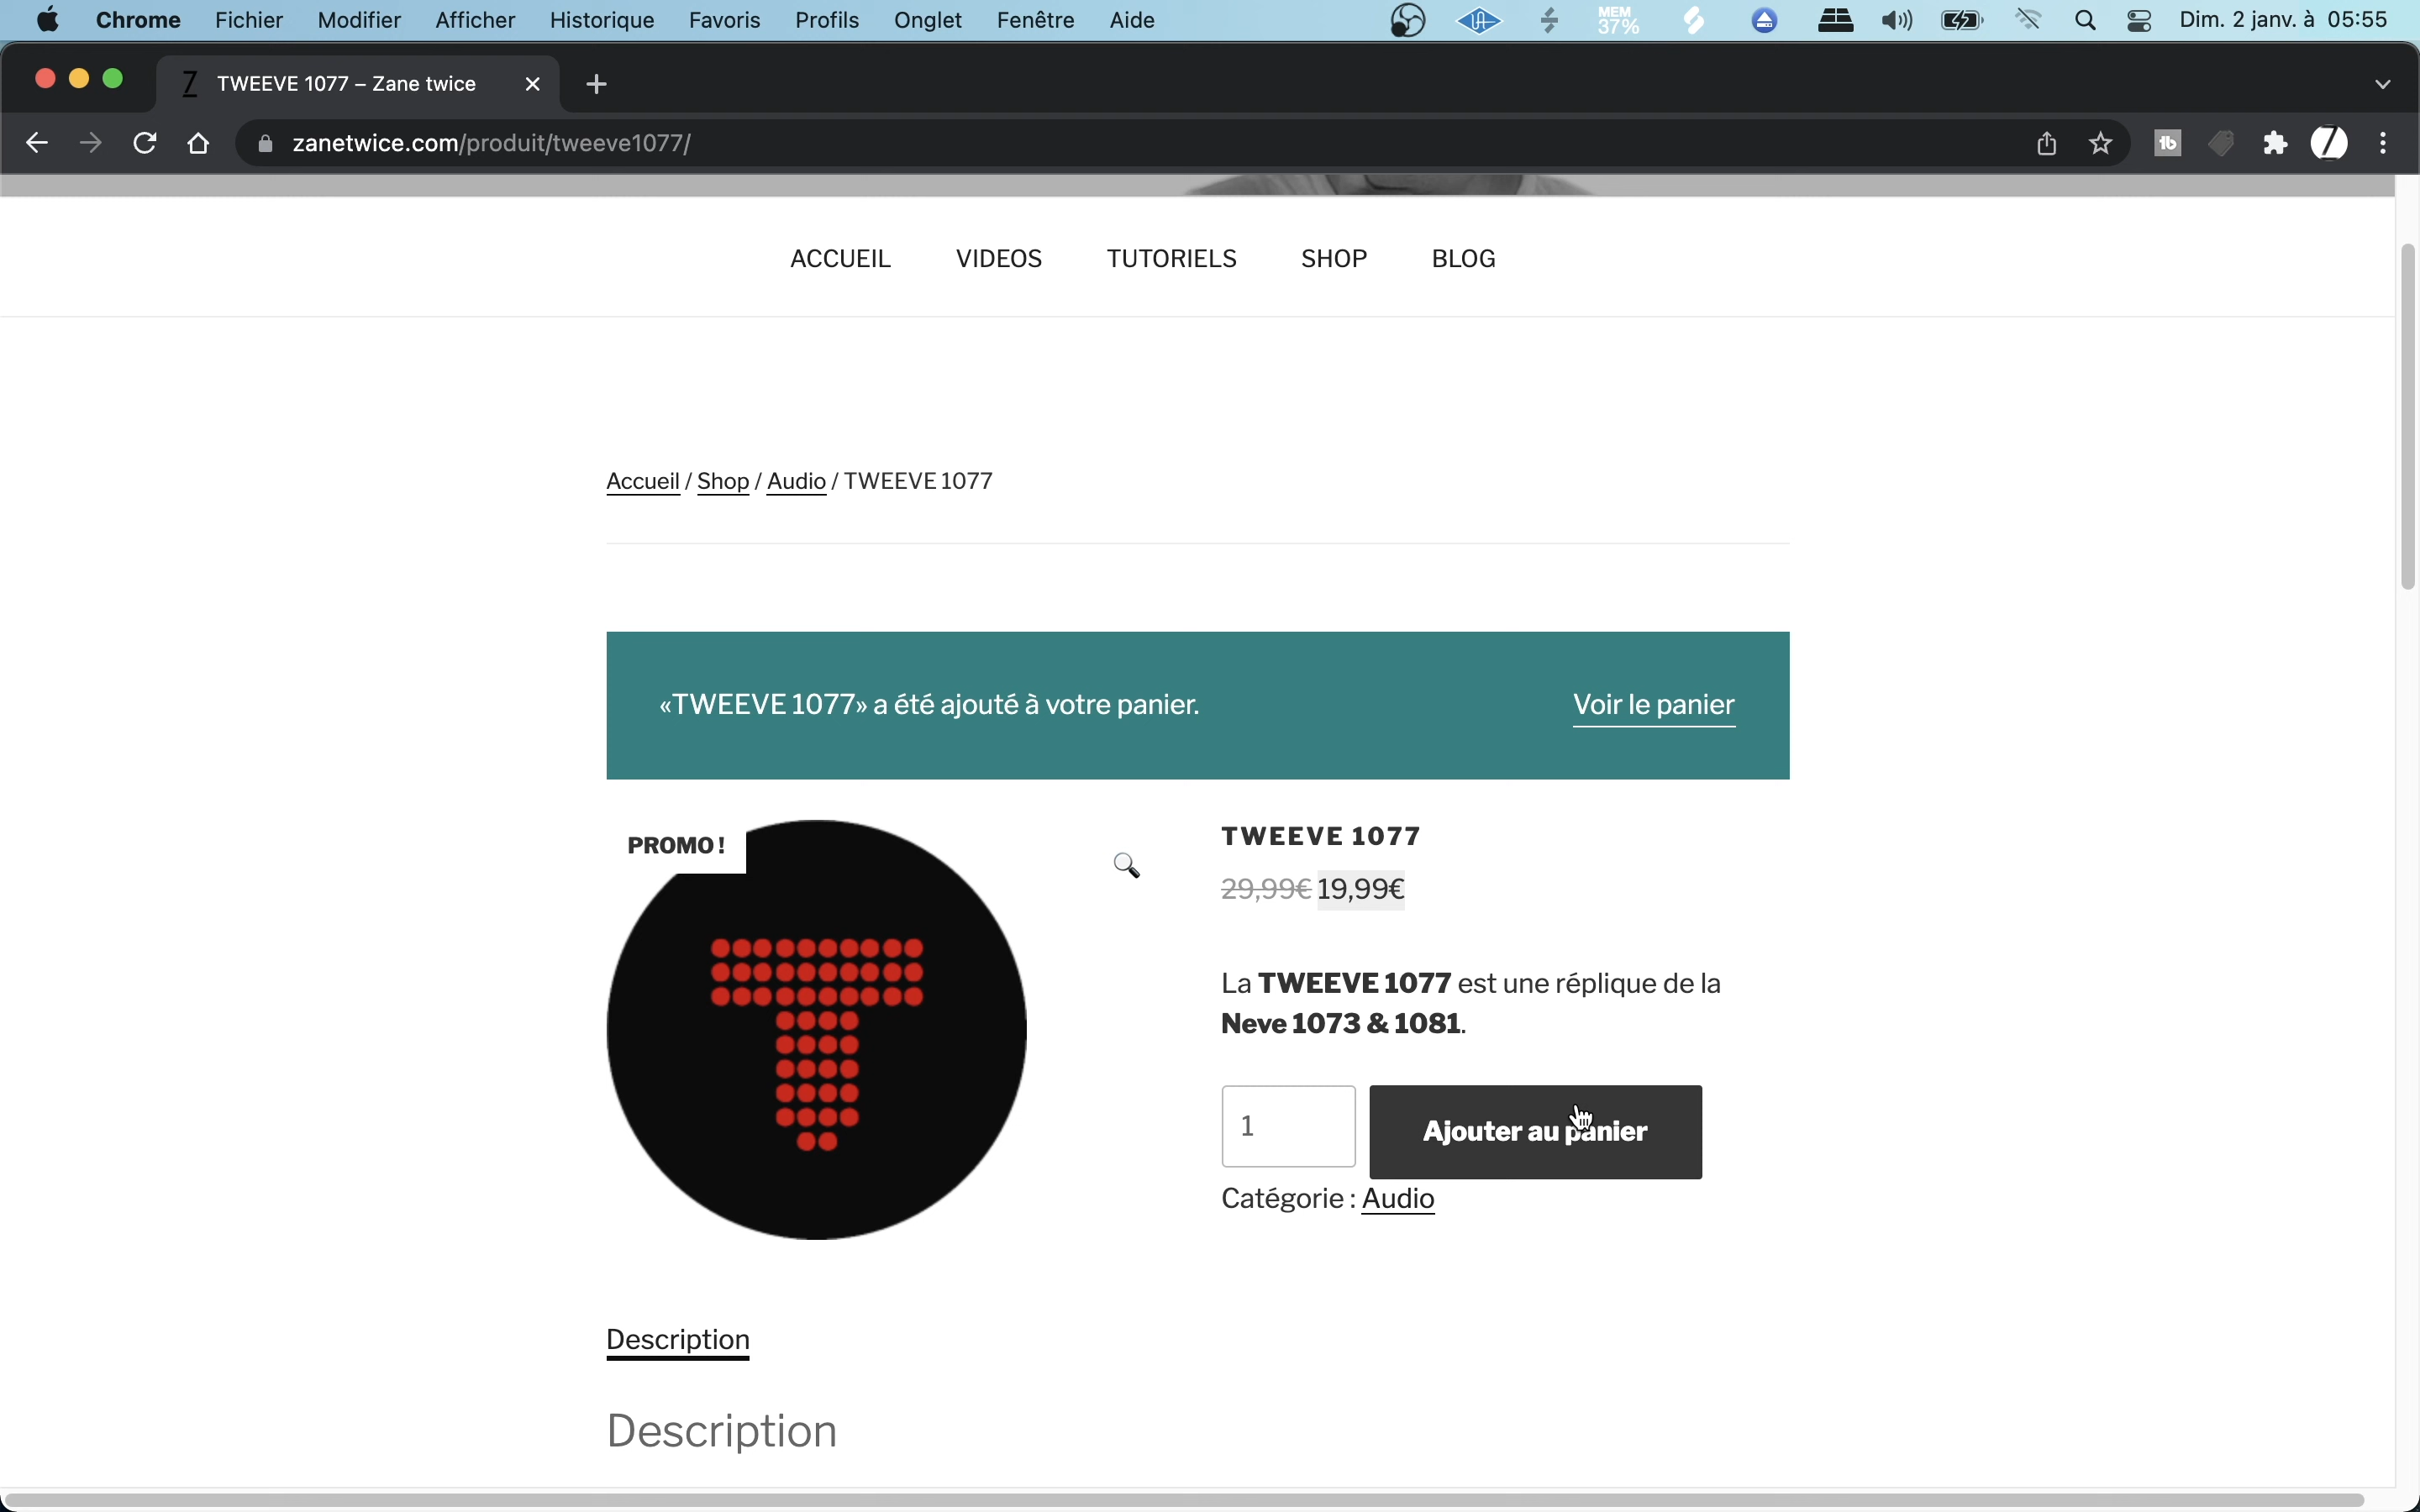 Chrome Fichier Modifier Afficher Historique Favoris Profils Onglet Fenêtre Aide MEM 37% Dim. 2 janv. à 05:55
TWEEVE 1077 – Zane twice
zanetwice.com/produit/tweeve1077/
ACCUEIL VIDEOS TUTORIELS SHOP BLOG
Accueil / Shop / Audio / TWEEVE 1077
«TWEEVE 1077» a été ajouté à votre panier. Voir le panier
PROMO !
TWEEVE 1077
29,99€ 19,99€
La TWEEVE 1077 est une réplique de la
Neve 1073 & 1081.
1 Ajouter au panier
Catégorie : Audio
Description
Description